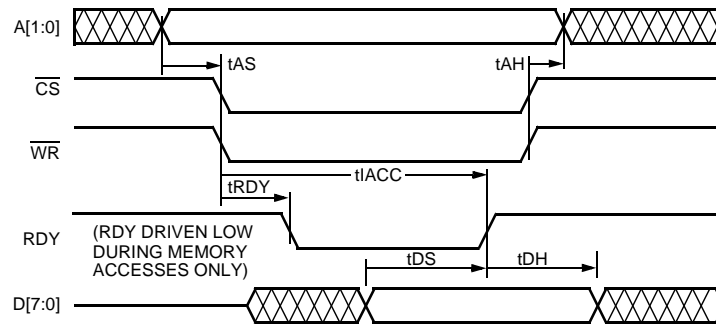 A[1:0]
tAS
tAH
CS
WR
tIACC
tRDY
RDY
(RDY DRIVEN LOW
DURING MEMORY
ACCESSES ONLY)
tDS
tDH
D[7:0]